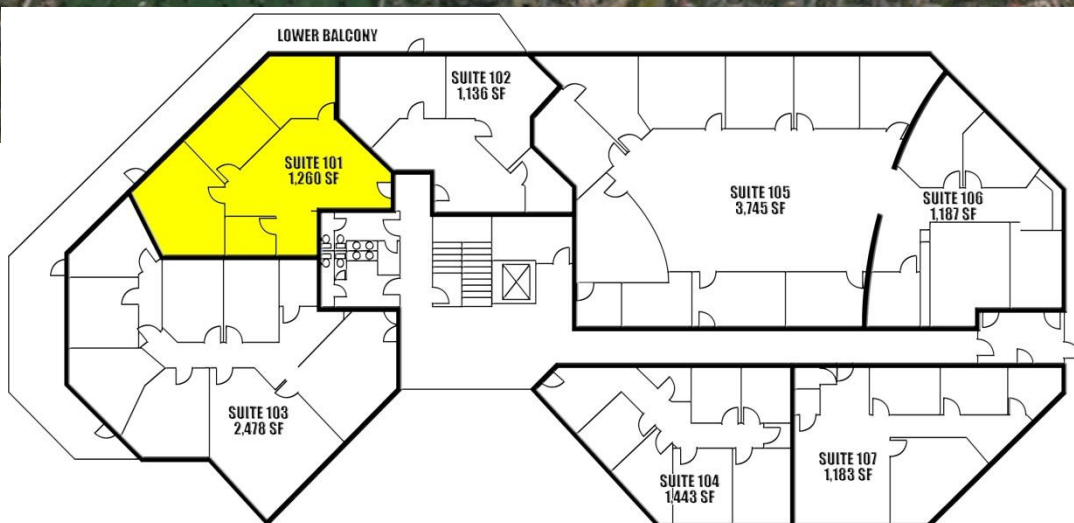 LOWER BALCONY
SUITE 102
1,136 SF
SUITE 101
1,260 SF
SUITE 105
3,745 SF
SUITE 106
1,187 SF
SUITE 103
2,478 SF
SUITE 104
1,443 SF
SUITE 107
1,183 SF